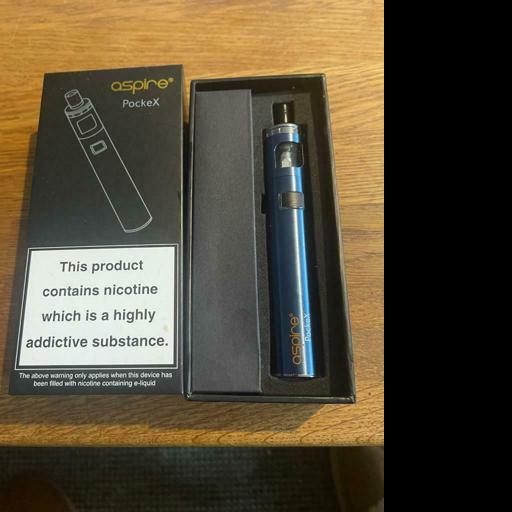 aspire®
PockeX
This product
contains nicotine
which is a highly
addictive substance.
The above warning only applies when this device has
been filled with nicotine containing e-liquid
aspire®
PockeX